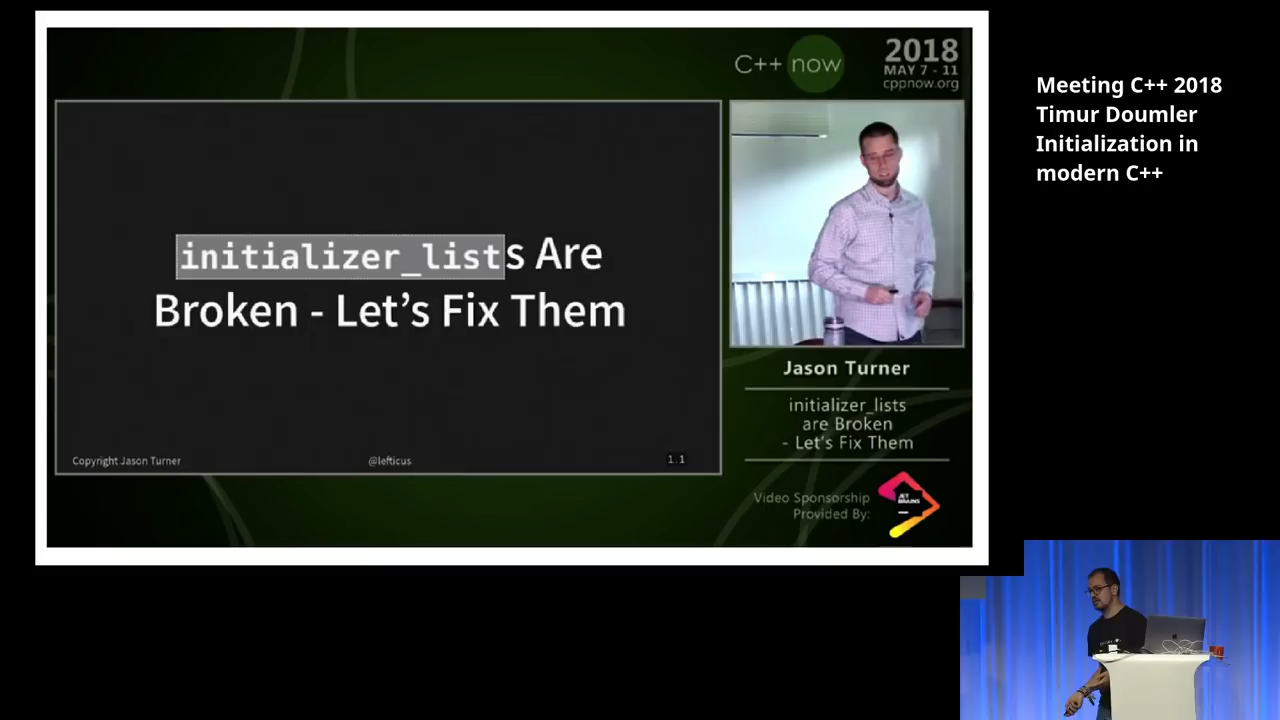 C++ now
2018
MAY 7 - 11
cppnow.org
initializer_lists Are
Broken - Let's Fix Them
Copyright Jason Turner
@lefticus
1.1
Jason Turner
initializer_lists
are Broken
- Let's Fix Them
Video Sponsorship
Provided By:
JET
BRAINS
Meeting C++ 2018
Timur Doumler
Initialization in
modern C++